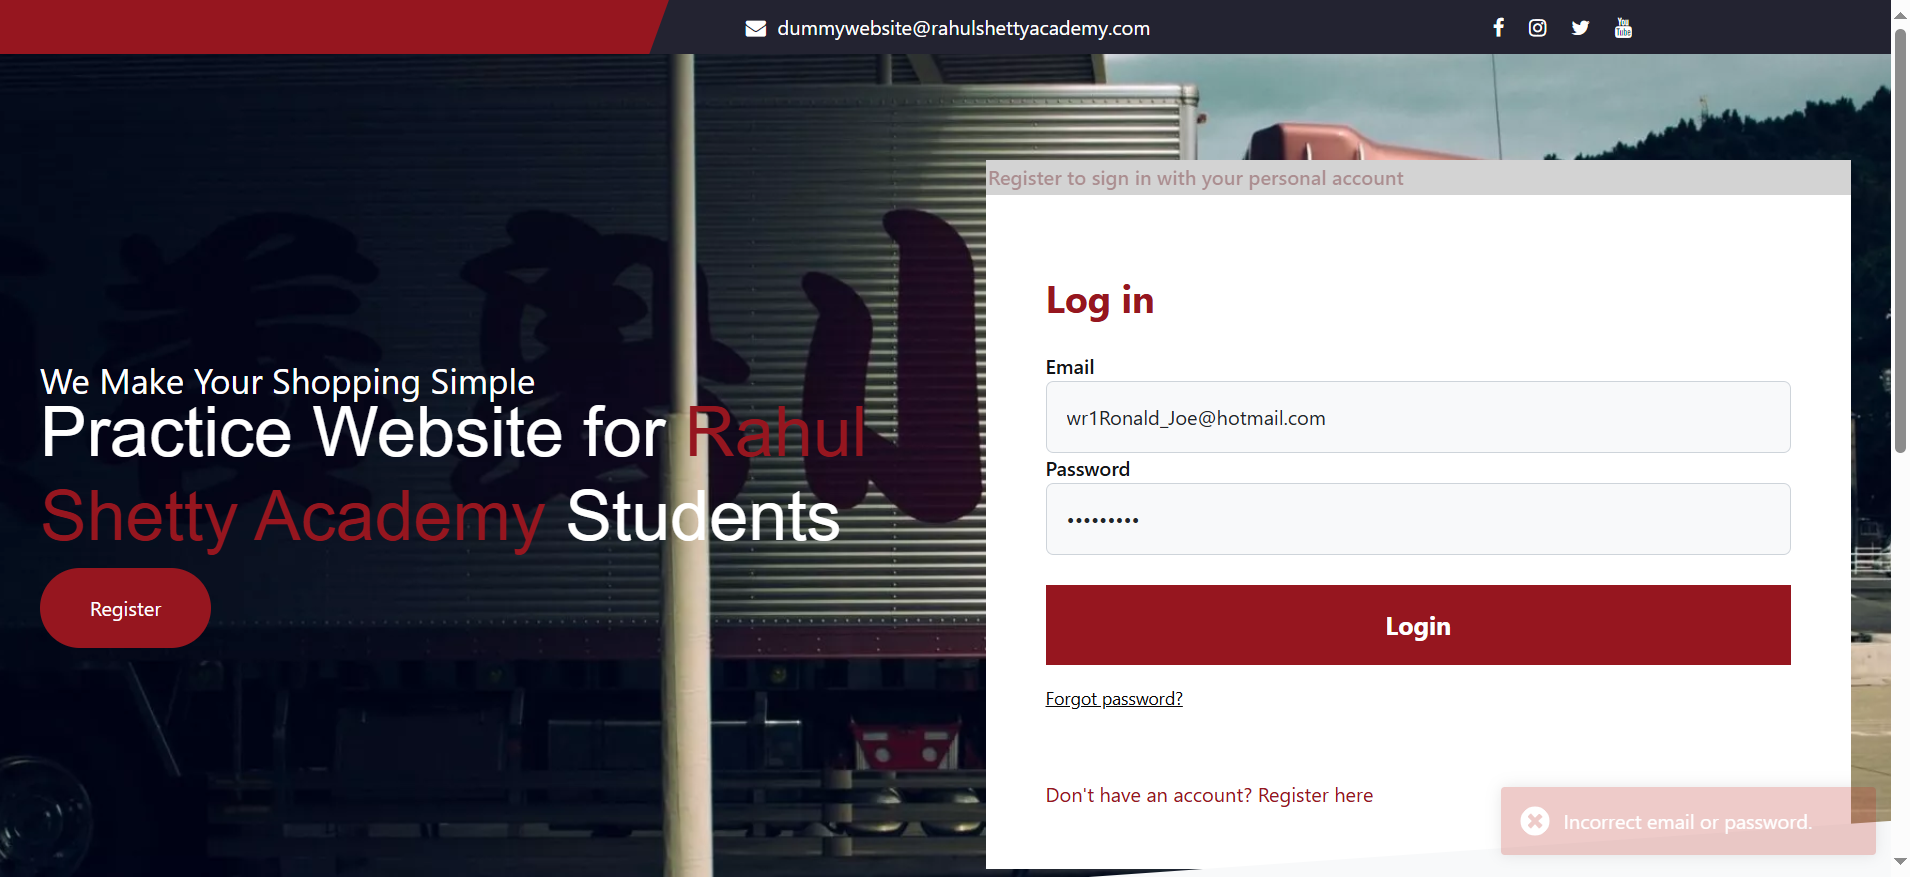 dummywebsite@rahulshettyacademy.com
We Make Your Shopping Simple
Practice Website for Rahul
Shetty Academy Students
Register
Register to sign in with your personal account
Log in
Email
wr1Ronald_Joe@hotmail.com
Password
•••••••••
Login
Forgot password?
Don't have an account? Register here
Incorrect email or password.